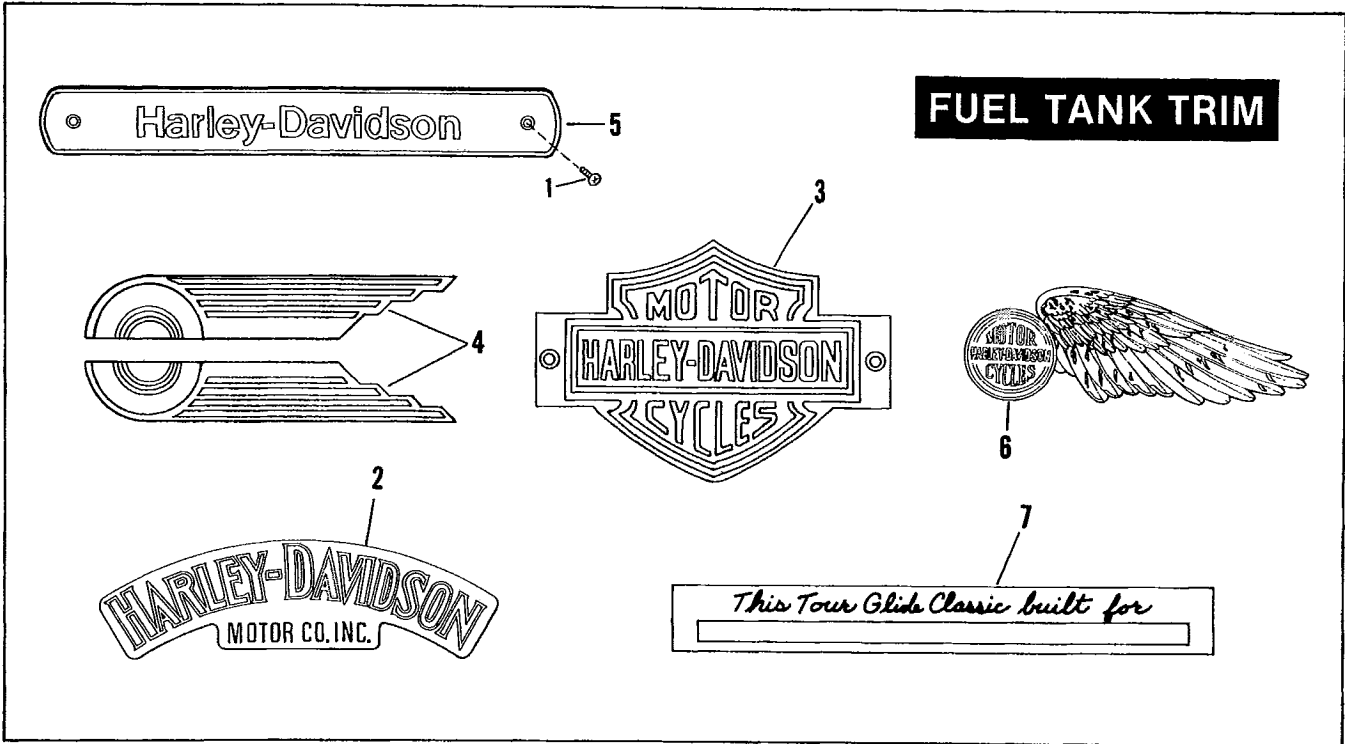 Harley-Davidson
5
FUEL TANK TRIM
1
3
MOTOR
HARLEY-DAVIDSON
CYCLES
4
MOTOR
HARLEY-DAVIDSON
CYCLES
6
2
HARLEY-DAVIDSON
MOTOR CO. INC.
7
This Tour Glide Classic built for